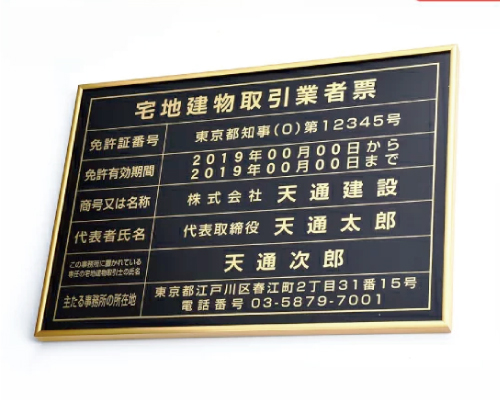 宅地建物取引業者票
免許証番号 東京都知事(0)第12345号
免許有効期間 2019年00月00日から
2019年00月00日まで
商号又は名称 株式会社 天通建設
代表者氏名 代表取締役 天通太郎
この事務所に置かれている
専任の宅地建物取引士の氏名 天通次郎
主たる事務所の所在地 東京都江戸川区春江町2丁目31番15号
電話番号 03-5879-7001